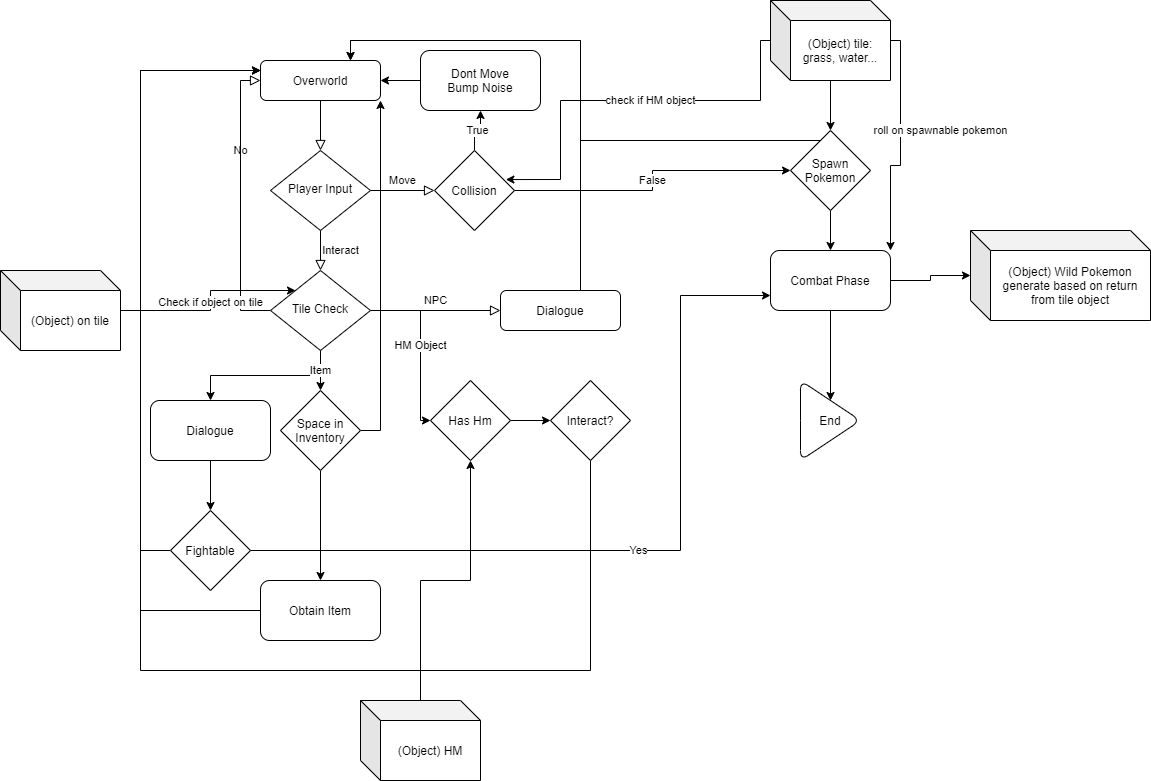 (Object) tile:
grass, water...
Overworld
Dont Move
Bump Noise
check if HM object
True
roll on spawnable pokemon
No
Player Input
Move
Collision
False
Spawn
Pokemon
Interact
(Object) on tile
Check if object on tile
Tile Check
NPC
Dialogue
Combat Phase
(Object) Wild Pokemon
generate based on return
from tile object
HM Object
Item
Dialogue
Space in
Inventory
Has Hm
Interact?
End
Fightable
Yes
Obtain Item
(Object) HM